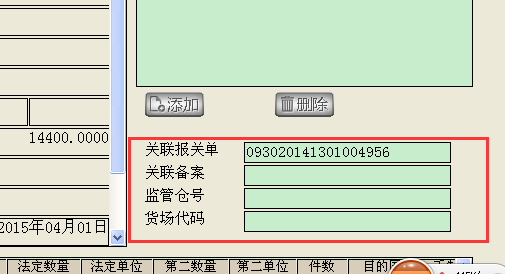 添加 删除
14400.0000
关联报关单 093020141301004956
关联备案
监管仓号
货场代码
2015年04月01日
法定数量 法定单位 第二数量 第二单位 件数